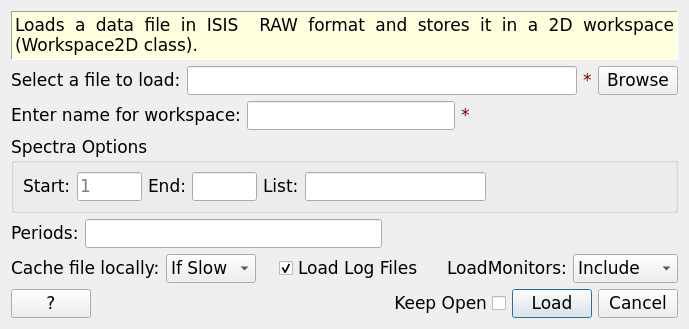 Loads a data file in ISIS RAW format and stores it in a 2D workspace
(Workspace2D class).
Select a file to load: * Browse
Enter name for workspace: *
Spectra Options
Start: 1 End: List:
Periods:
Cache file locally: If Slow Load Log Files LoadMonitors: Include
? Keep Open Load Cancel